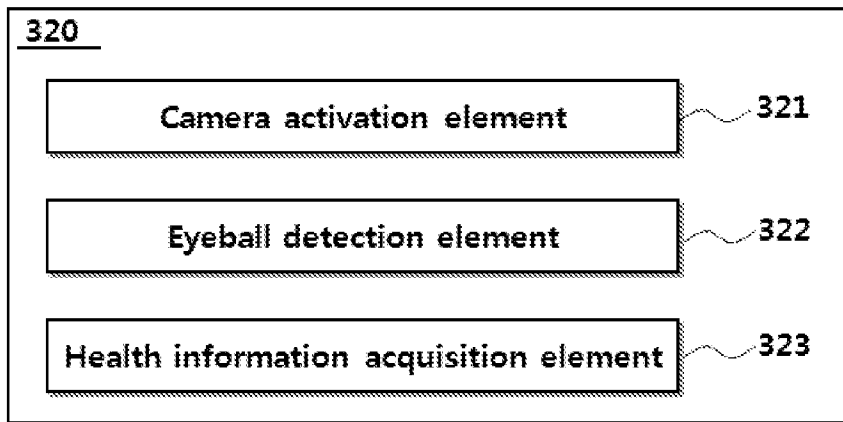 320
Camera activation element 321
Eyeball detection element 322
Health information acquisition element 323